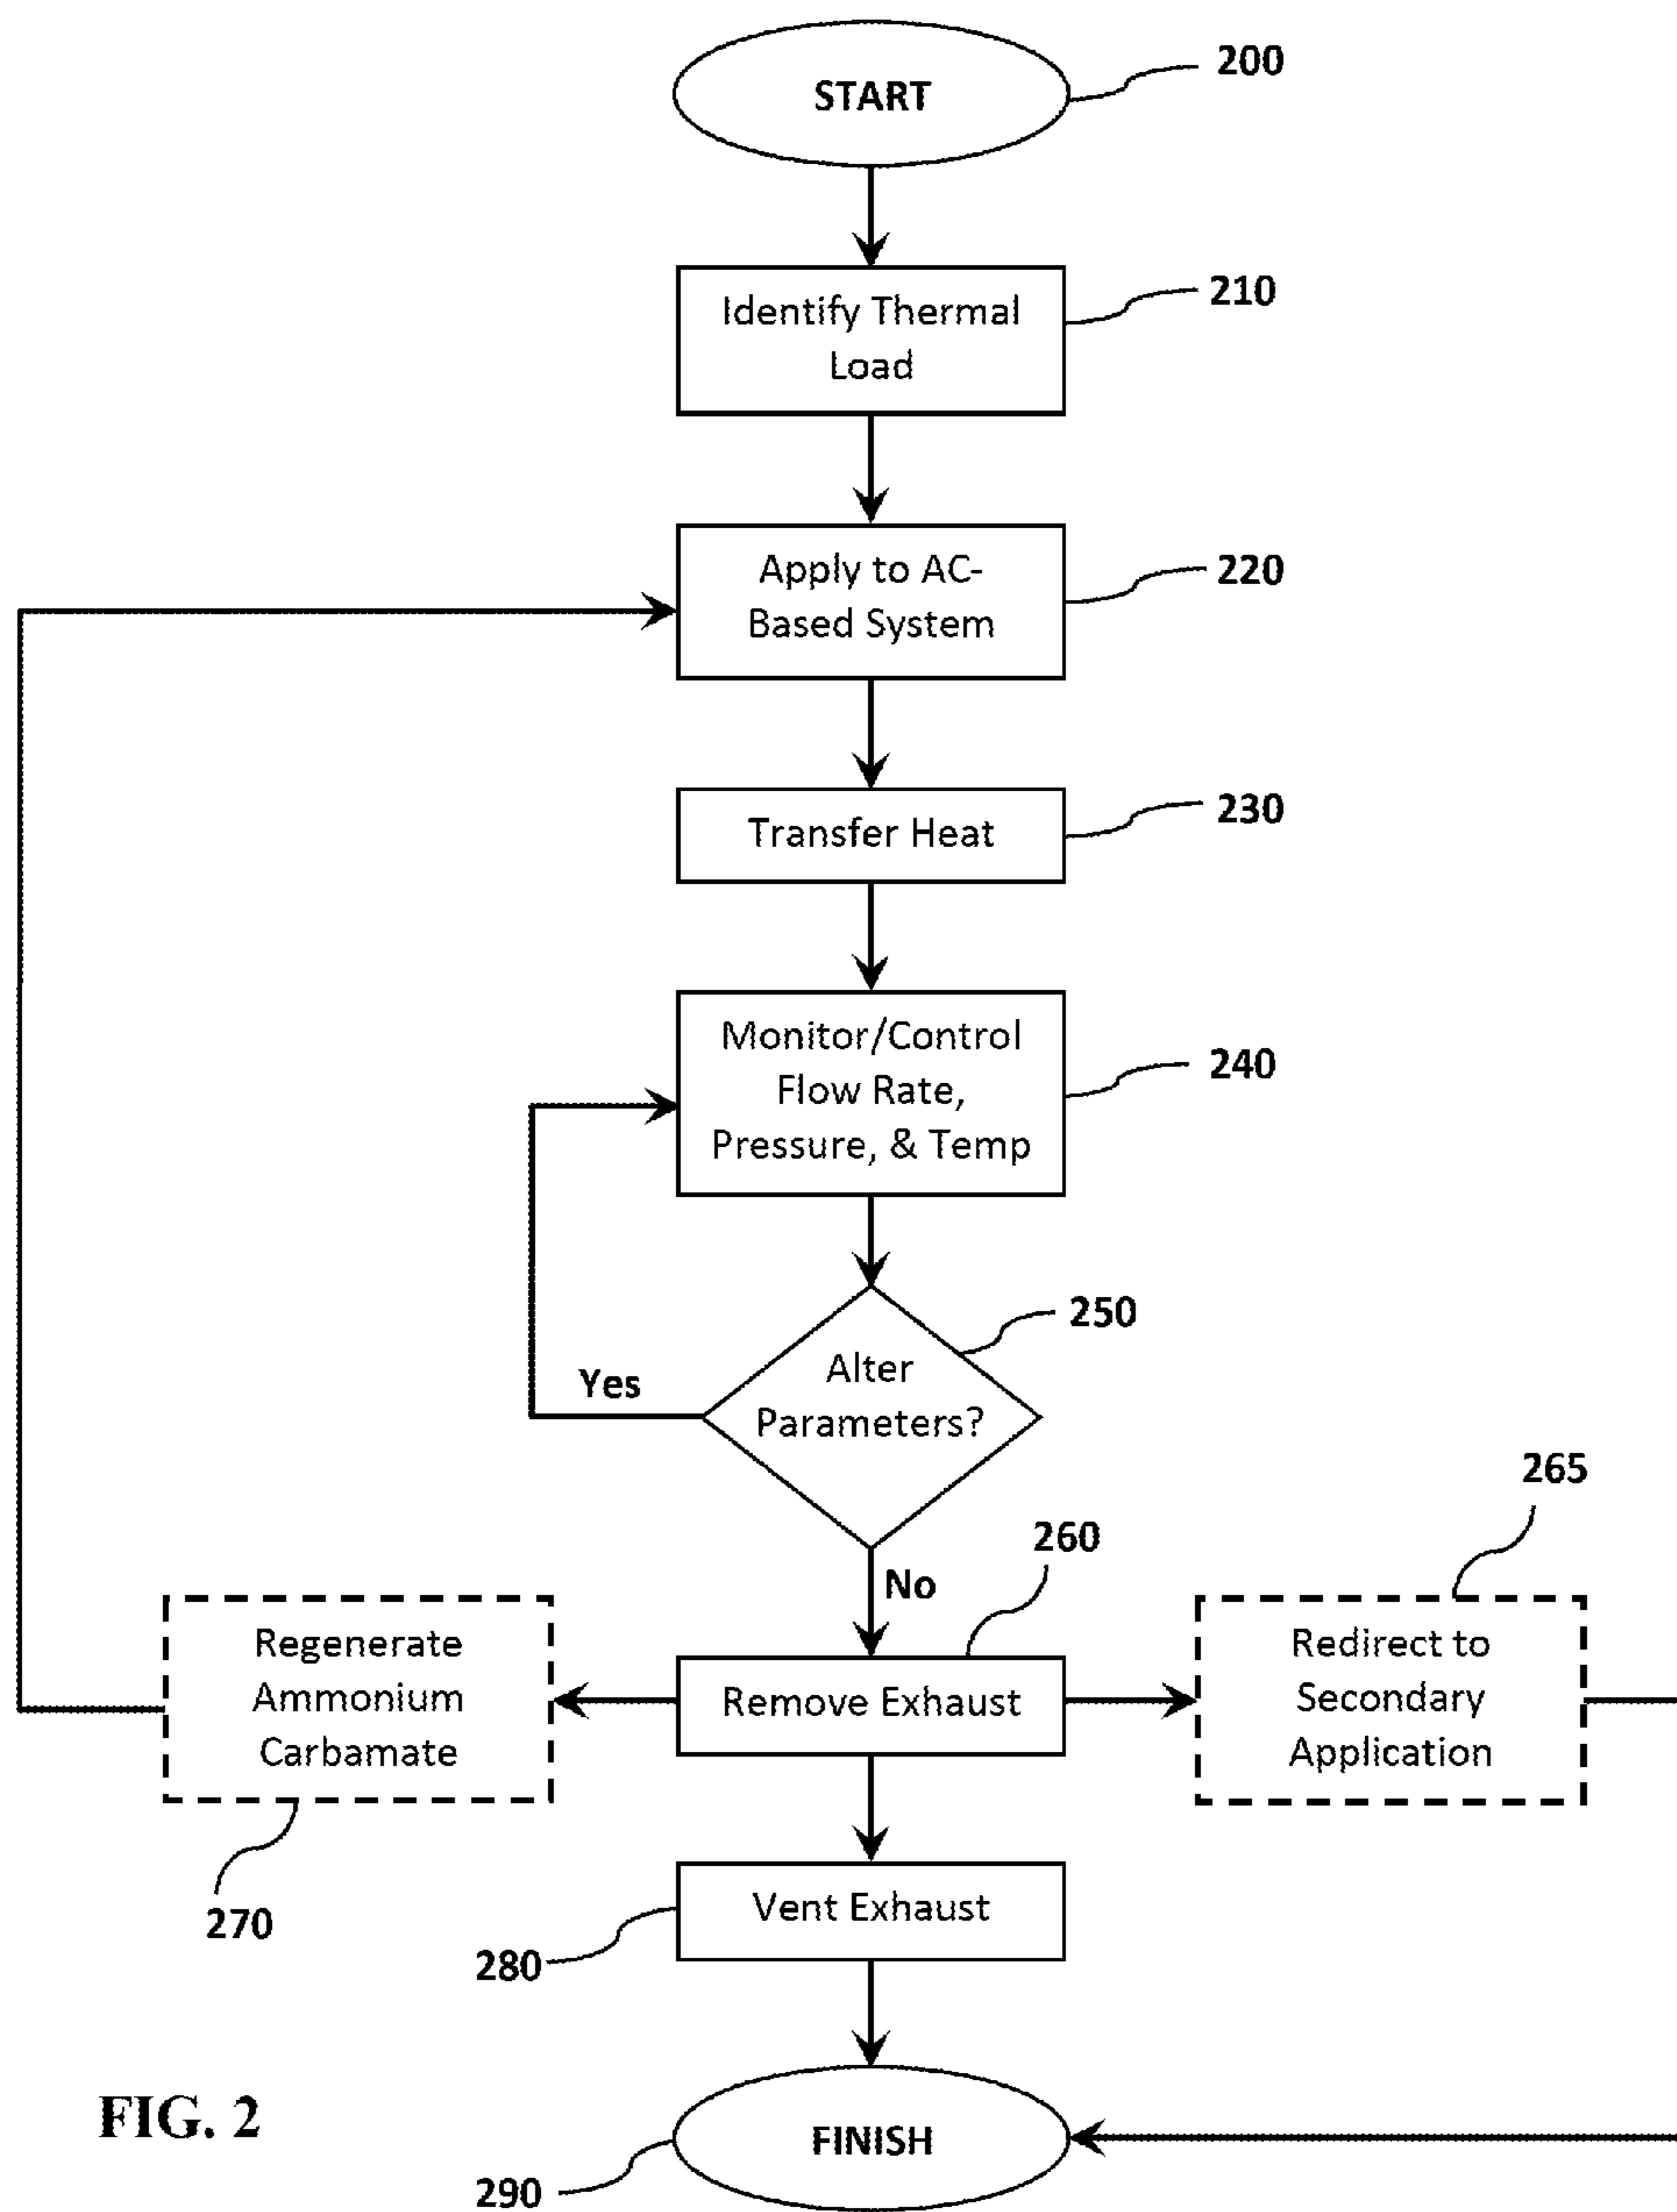 START
200
Identify Thermal
Load
210
Apply to AC-
Based System
220
Transfer Heat
230
Monitor/Control
Flow Rate,
Pressure, & Temp
240
Alter
Parameters?
250
Yes
No
260
265
Regenerate
Ammonium
Carbamate
Remove Exhaust
Redirect to
Secondary
Application
270
Vent Exhaust
280
FINISH
290
FIG. 2